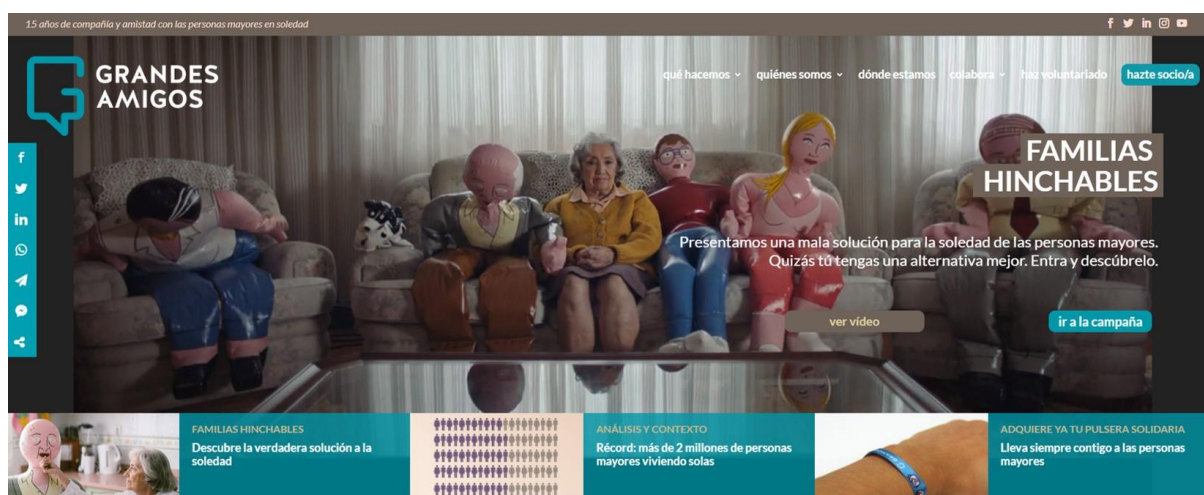 15 años de compañía y amistad con las personas mayores en soledad
GRANDES
AMIGOS
qué hacemos
quiénes somos
dónde estamos
colabora
haz voluntariado
hazte socio/a
FAMILIAS
HINCHABLES
Presentamos una mala solución para la soledad de las personas mayores.
Quizás tú tengas una alternativa mejor. Entra y descúbrelo.
ver vídeo
ir a la campaña
FAMILIAS HINCHABLES
Descubre la verdadera solución a la
soledad
ANÁLISIS Y CONTEXTO
Récord: más de 2 millones de personas
mayores viviendo solas
ADQUIERE YA TU PULSERA SOLIDARIA
Lleva siempre contigo a las personas
mayores